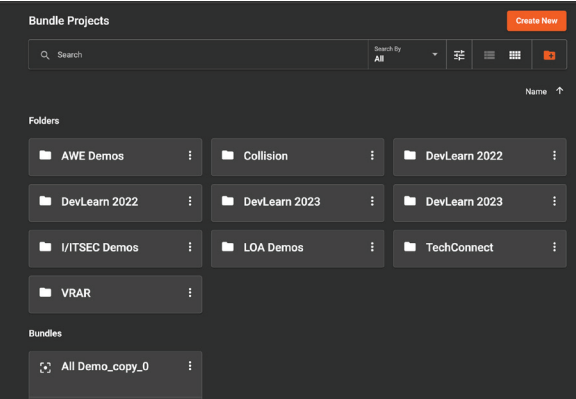 Bundle Projects
Create New
Search
Search By
All
Name
Folders
AWE Demos
Collision
DevLearn 2022
DevLearn 2022
DevLearn 2023
DevLearn 2023
I/ITSEC Demos
LOA Demos
TechConnect
VRAR
Bundles
All Demo_copy_0